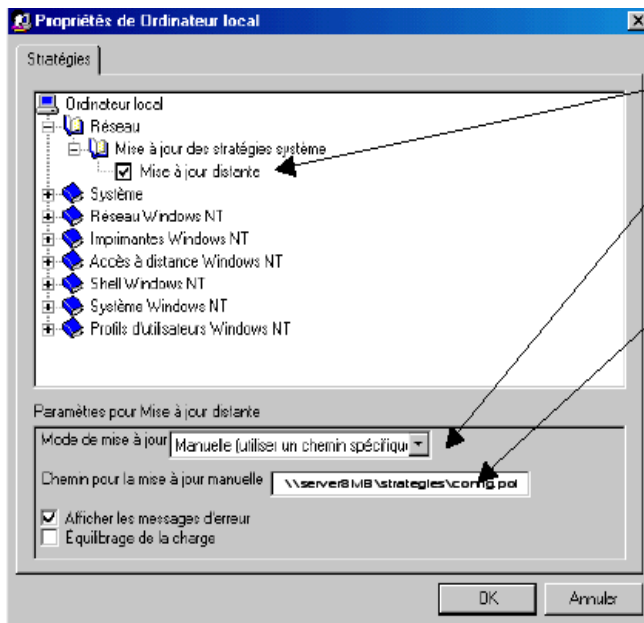 Propriétés de Ordinateur local
Stratégies
Ordinateur local
Réseau
Mise à jour des stratégies système
Mise à jour distante
Système
Réseau Windows NT
Imprimantes Windows NT
Accès à distance Windows NT
Shell Windows NT
Système Windows NT
Profils d'utilisateurs Windows NT
Paramètres pour Mise à jour distante
Mode de mise à jour Manuelle (utiliser un chemin spécifiqu
Chemin pour la mise à jour manuelle \\serverBMB\strategies\config.pol
Afficher les messages d'erreur
Équilibrage de la charge
OK Annuler